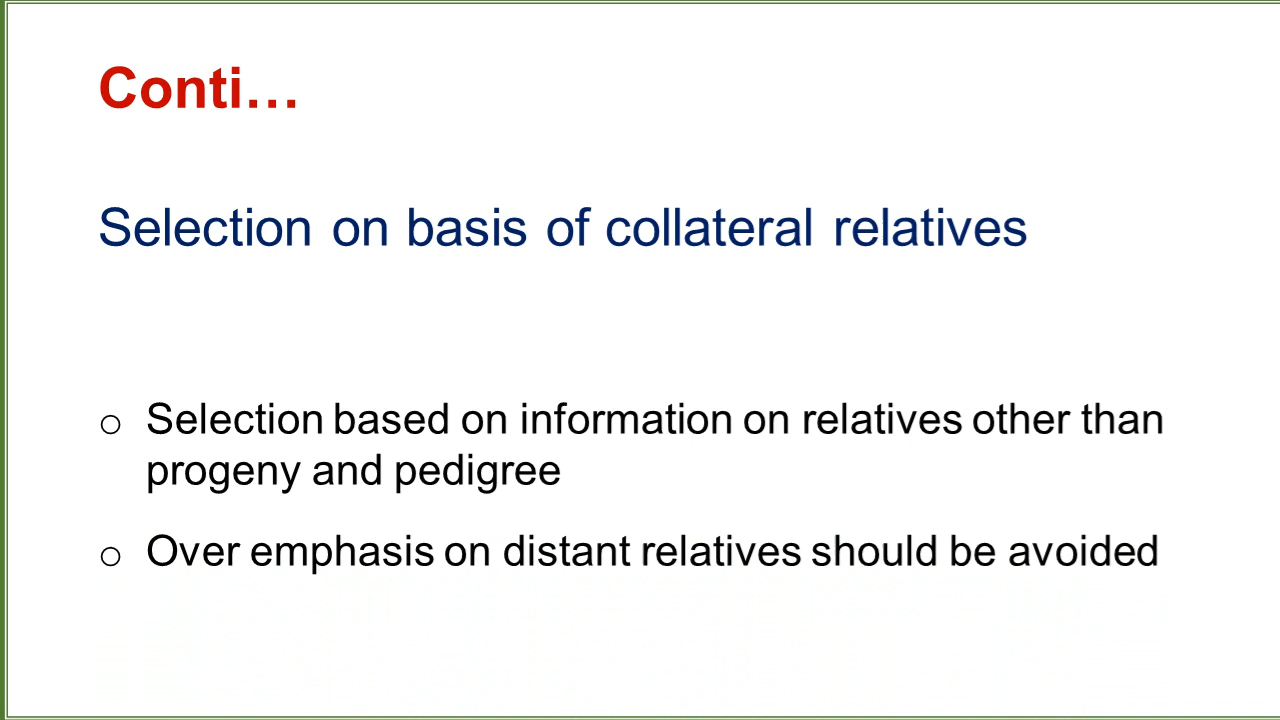 Conti…
Selection on basis of collateral relatives
o Selection based on information on relatives other than
progeny and pedigree
o Over emphasis on distant relatives should be avoided